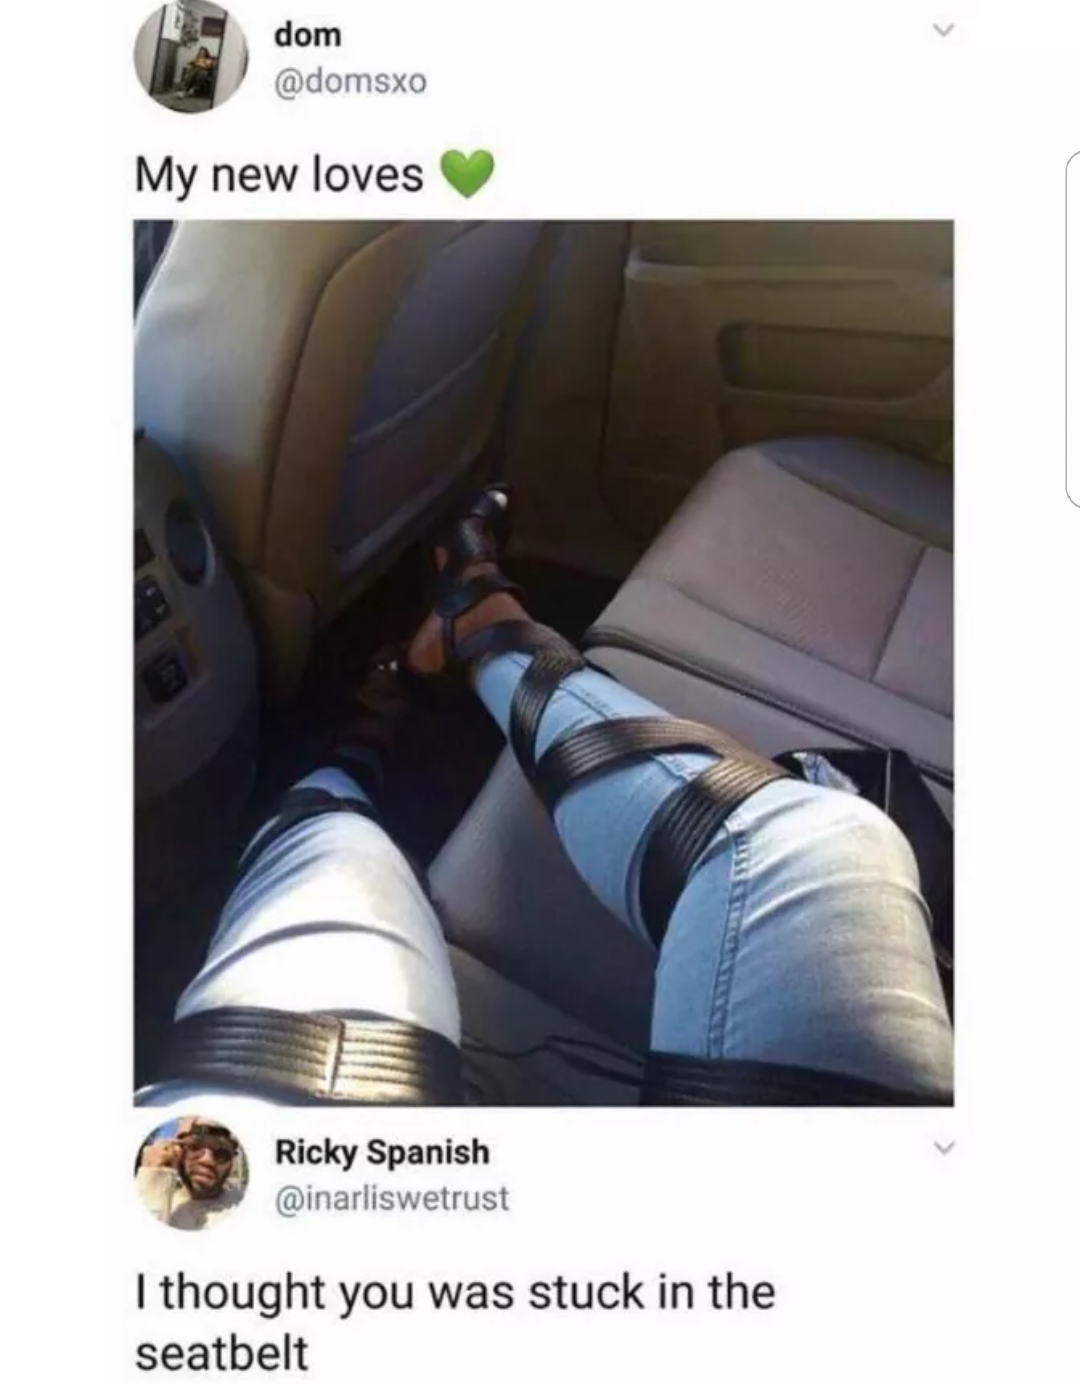 dom
@domsxo
My new loves 💚
Ricky Spanish
@inarliswetrust
I thought you was stuck in the
seatbelt